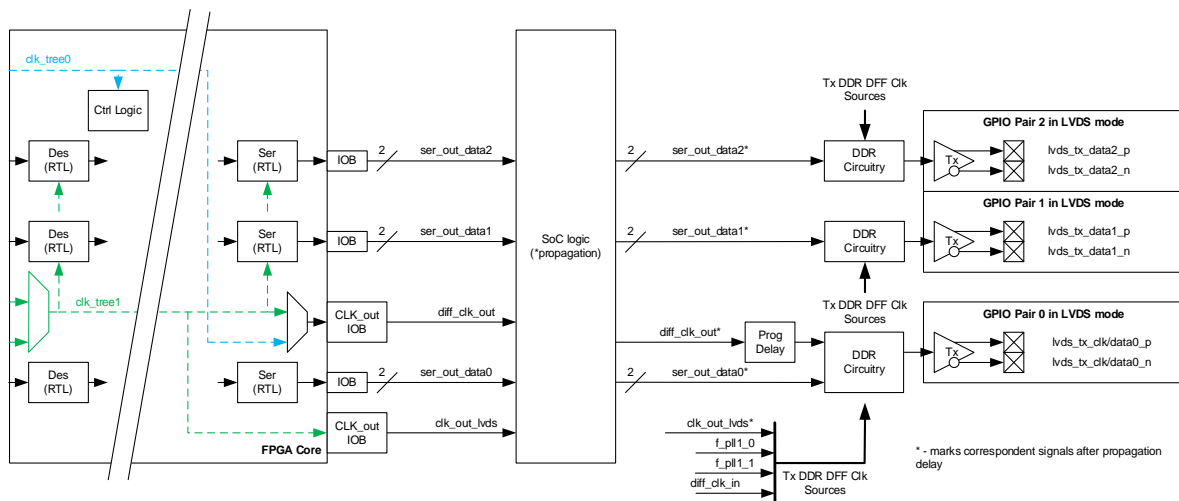 clk_tree0
Ctrl Logic
Des
(RTL)
Ser
(RTL)
IOB
2
ser_out_data2
Des
(RTL)
Ser
(RTL)
IOB
2
ser_out_data1
clk_tree1
CLK_out
IOB
diff_clk_out
Des
(RTL)
Ser
(RTL)
IOB
2
ser_out_data0
CLK_out
IOB
clk_out_lvds
FPGA Core
SoC logic
(*propagation)
2
ser_out_data2*
2
ser_out_data1*
diff_clk_out*
Prog
Delay
2
ser_out_data0*
Tx DDR DFF Clk
Sources
DDR
Circuitry
DDR
Circuitry
Tx DDR DFF Clk
Sources
DDR
Circuitry
clk_out_lvds*
f_pll1_0
f_pll1_1
diff_clk_in
Tx DDR DFF Clk
Sources
GPIO Pair 2 in LVDS mode
Tx
lvds_tx_data2_p
lvds_tx_data2_n
GPIO Pair 1 in LVDS mode
Tx
lvds_tx_data1_p
lvds_tx_data1_n
GPIO Pair 0 in LVDS mode
Tx
lvds_tx_clk/data0_p
lvds_tx_clk/data0_n
* - marks correspondent signals after propagation
delay